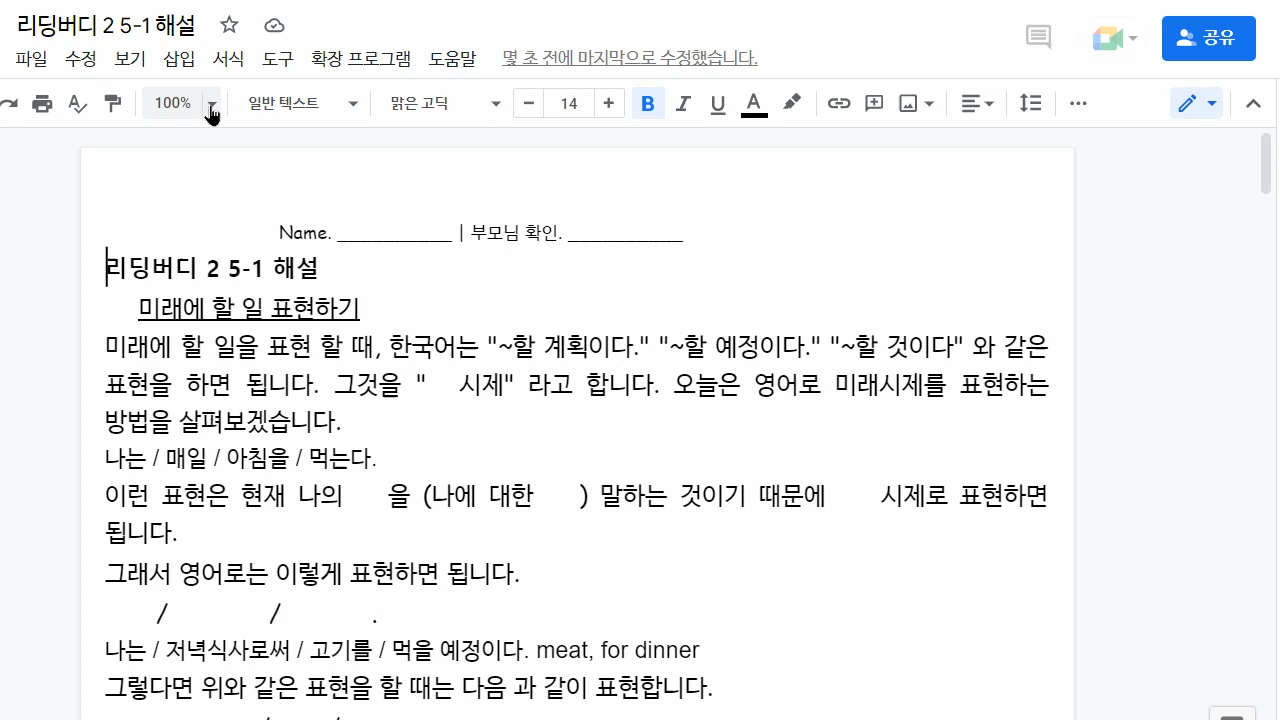 리딩버디 2 5-1 해설
파일 수정 보기 삽입 서식 도구 확장 프로그램 도움말 몇 초 전에 마지막으로 수정했습니다.
공유
100% 일반 텍스트 맑은 고딕 14 B I U A
Name. ____________ | 부모님 확인. ____________
리딩버디 2 5-1 해설
미래에 할 일 표현하기
미래에 할 일을 표현 할 때, 한국어는 "~할 계획이다." "~할 예정이다." "~할 것이다" 와 같은
표현을 하면 됩니다. 그것을 " 시제" 라고 합니다. 오늘은 영어로 미래시제를 표현하는
방법을 살펴보겠습니다.
나는 / 매일 / 아침을 / 먹는다.
이런 표현은 현재 나의 을 (나에 대한 ) 말하는 것이기 때문에 시제로 표현하면
됩니다.
그래서 영어로는 이렇게 표현하면 됩니다.
/ / .
나는 / 저녁식사로써 / 고기를 / 먹을 예정이다. meat, for dinner
그렇다면 위와 같은 표현을 할 때는 다음 과 같이 표현합니다.